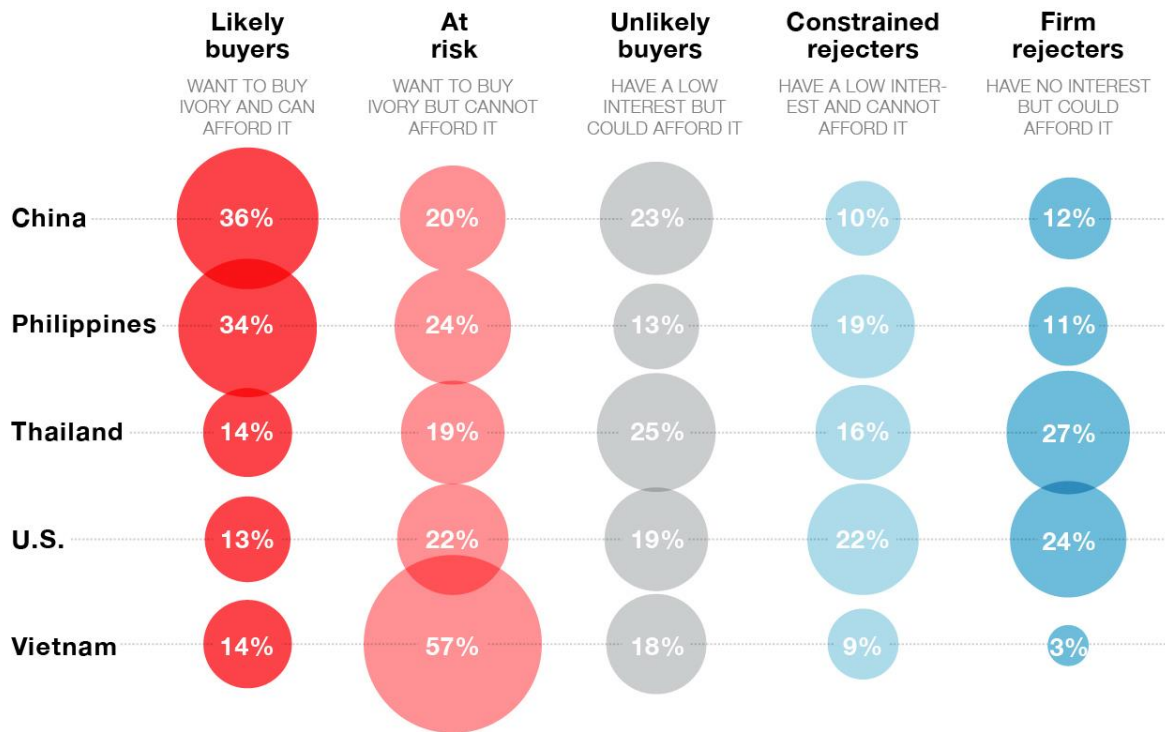 Likely
buyers
WANT TO BUY
IVORY AND CAN
AFFORD IT
At
risk
WANT TO BUY
IVORY BUT CANNOT
AFFORD IT
Unlikely
buyers
HAVE A LOW
INTEREST BUT
COULD AFFORD IT
Constrained
rejecters
HAVE A LOW INTER-
EST AND CANNOT
AFFORD IT
Firm
rejecters
HAVE NO INTEREST
BUT COULD
AFFORD IT
China 36% 20% 23% 10% 12%
Philippines 34% 24% 13% 19% 11%
Thailand 14% 19% 25% 16% 27%
U.S. 13% 22% 19% 22% 24%
Vietnam 14% 57% 18% 9% 3%